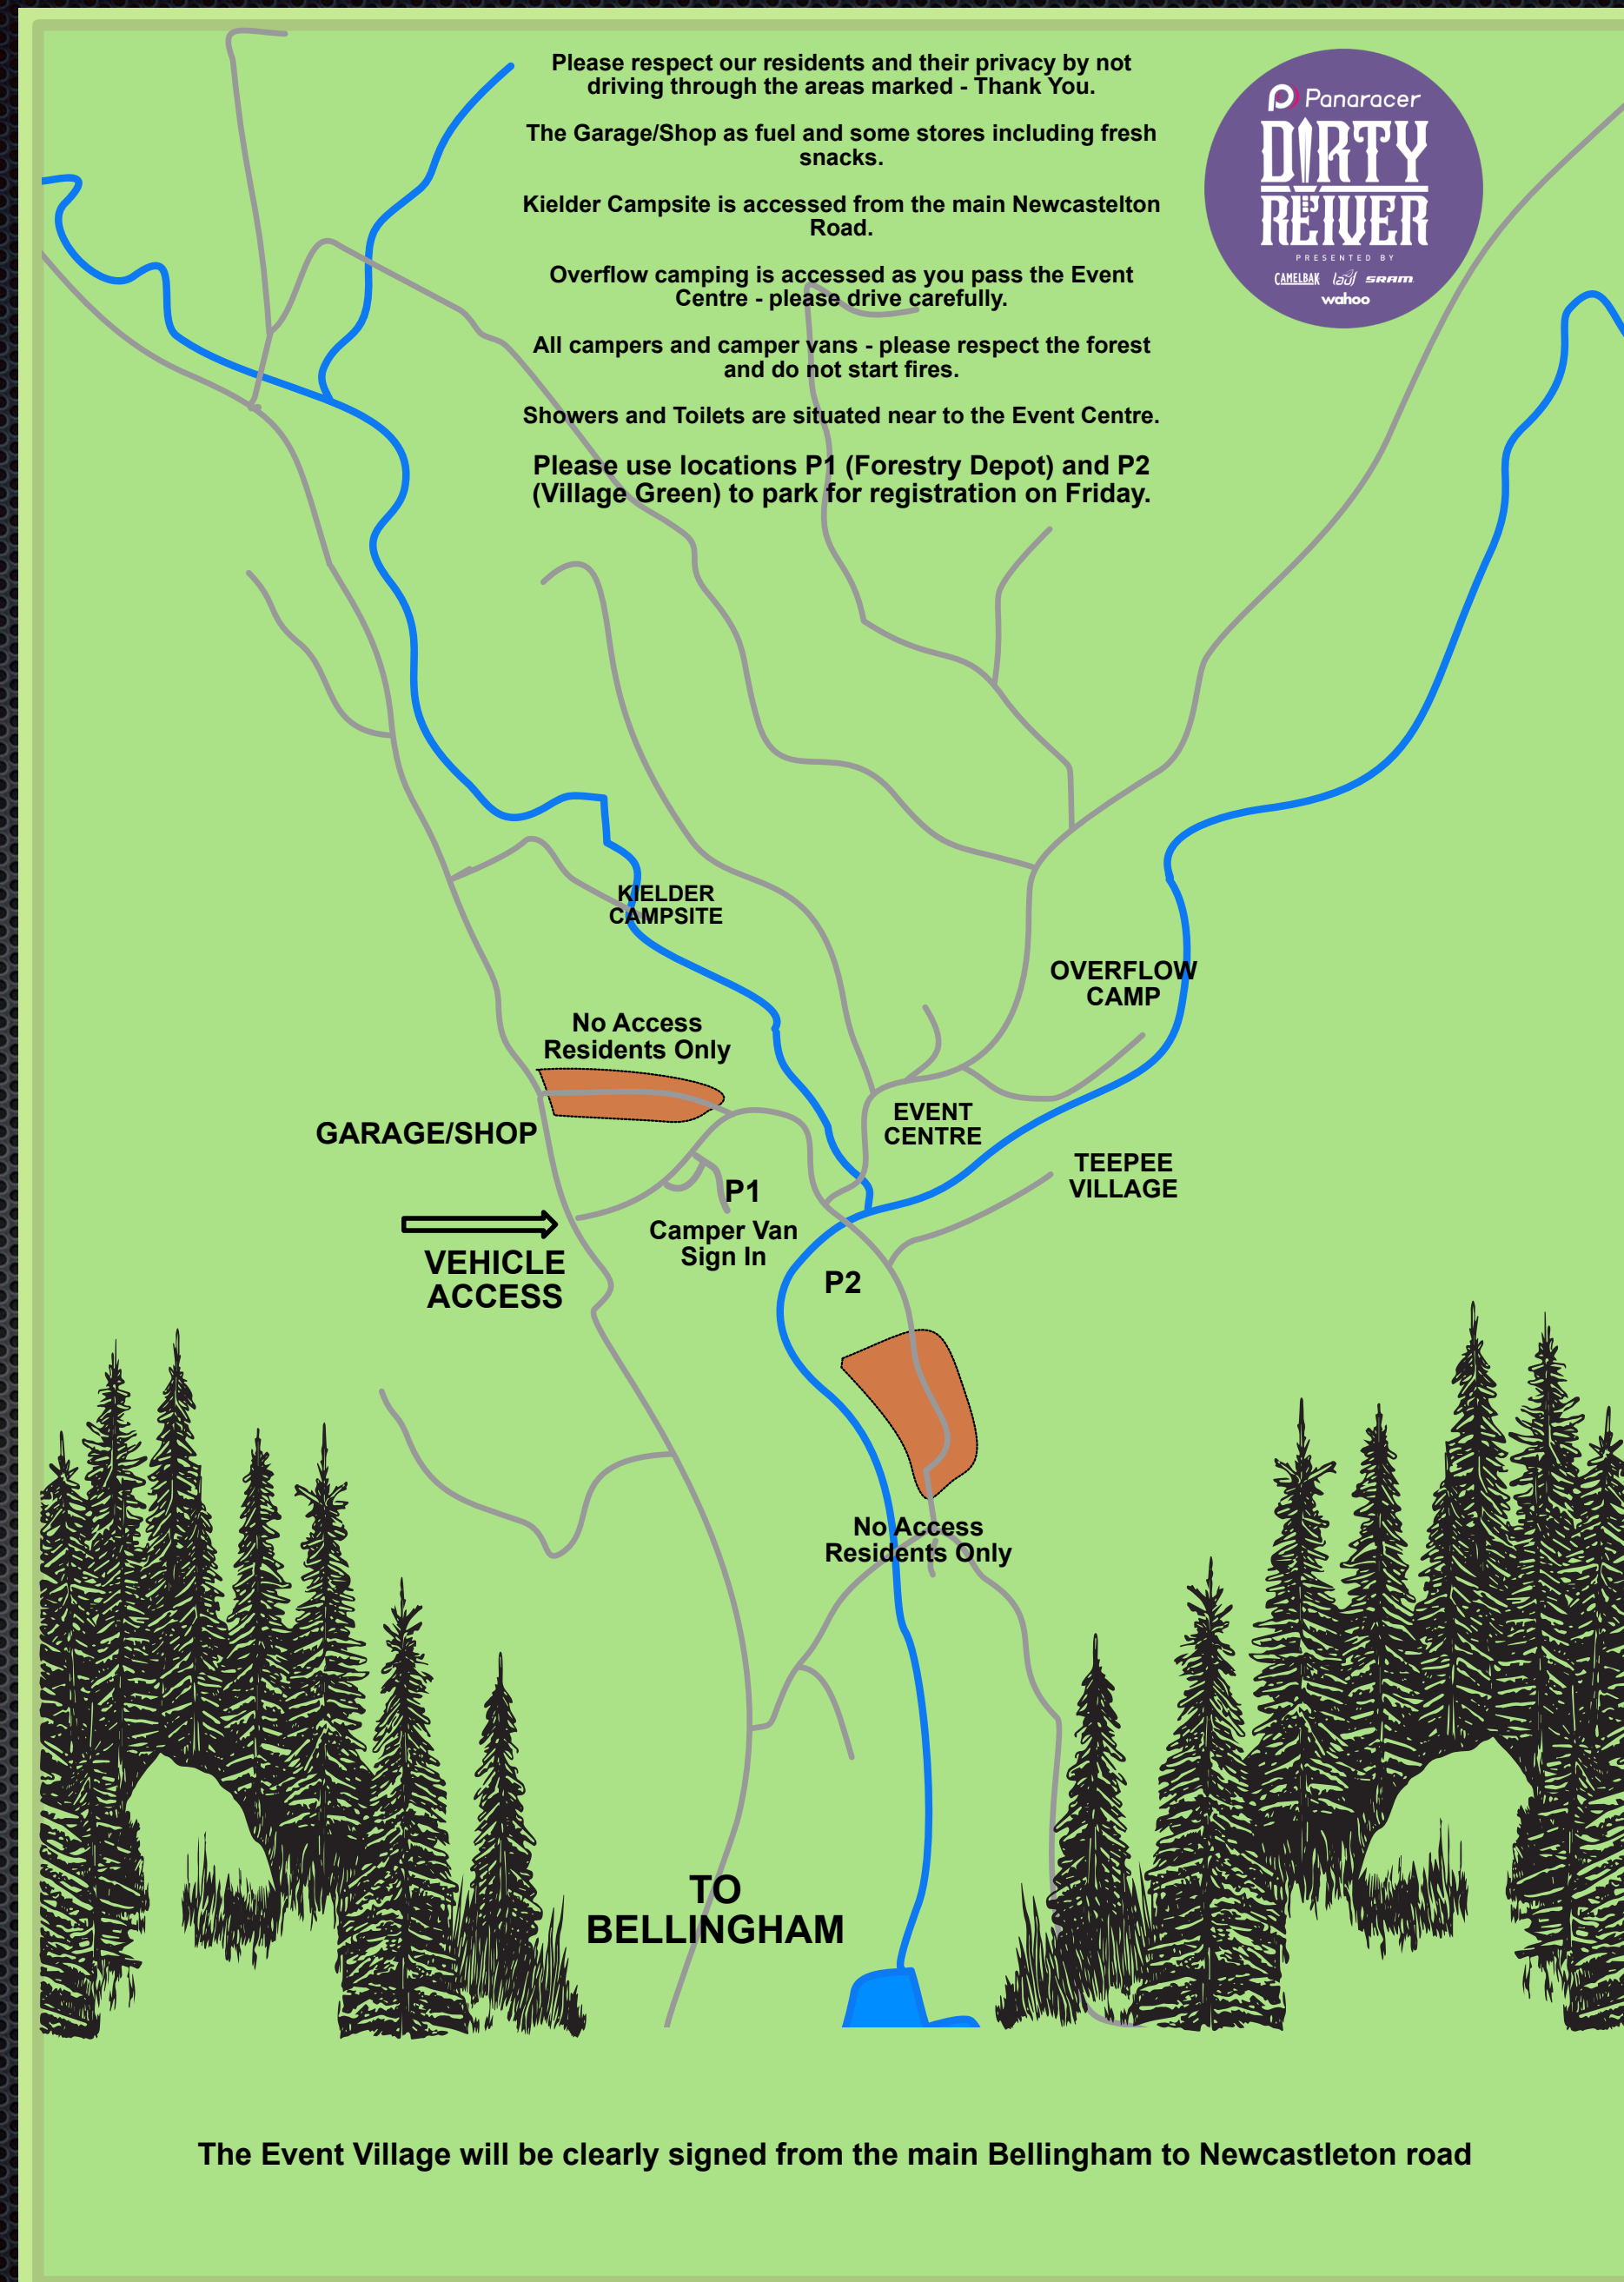 Please respect our residents and their privacy by not
driving through the areas marked - Thank You.
The Garage/Shop as fuel and some stores including fresh
snacks.
Kielder Campsite is accessed from the main Newcastelton
Road.
Overflow camping is accessed as you pass the Event
Centre - please drive carefully.
All campers and camper vans - please respect the forest
and do not start fires.
Showers and Toilets are situated near to the Event Centre.
Please use locations P1 (Forestry Depot) and P2
(Village Green) to park for registration on Friday.
Panaracer
DIRTY
REIVER
PRESENTED BY
CAMELBAK lauf SRAM
wahoo
KIELDER
CAMPSITE
OVERFLOW
CAMP
No Access
Residents Only
GARAGE/SHOP
EVENT
CENTRE
TEEPEE
VILLAGE
P1
Camper Van
Sign In
VEHICLE
ACCESS
P2
No Access
Residents Only
TO
BELLINGHAM
The Event Village will be clearly signed from the main Bellingham to Newcastleton road